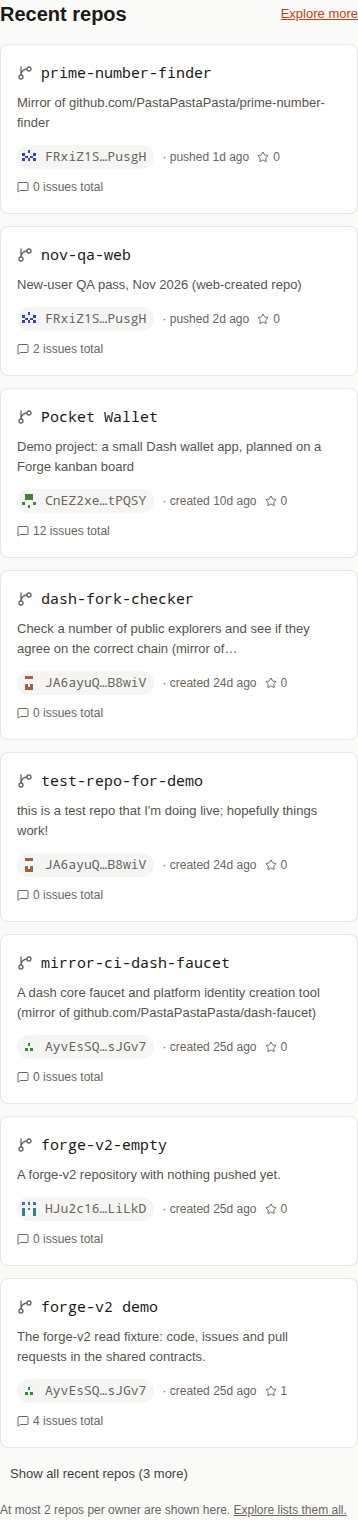 Recent repos
Explore more
prime-number-finder
Mirror of github.com/PastaPastaPasta/prime-number-
finder
FRxiZ1S…PusgH · pushed 1d ago 0
0 issues total
nov-qa-web
New-user QA pass, Nov 2026 (web-created repo)
FRxiZ1S…PusgH · pushed 2d ago 0
2 issues total
Pocket Wallet
Demo project: a small Dash wallet app, planned on a
Forge kanban board
CnEZ2xe…tPQSY · created 10d ago 0
12 issues total
dash-fork-checker
Check a number of public explorers and see if they
agree on the correct chain (mirror of…
JA6ayuQ…B8wiV · created 24d ago 0
0 issues total
test-repo-for-demo
this is a test repo that I'm doing live; hopefully things
work!
JA6ayuQ…B8wiV · created 24d ago 0
0 issues total
mirror-ci-dash-faucet
A dash core faucet and platform identity creation tool
(mirror of github.com/PastaPastaPasta/dash-faucet)
AyvEsSQ…sJGv7 · created 25d ago 0
0 issues total
forge-v2-empty
A forge-v2 repository with nothing pushed yet.
HJu2c16…LiLkD · created 25d ago 0
0 issues total
forge-v2 demo
The forge-v2 read fixture: code, issues and pull
requests in the shared contracts.
AyvEsSQ…sJGv7 · created 25d ago 1
4 issues total
Show all recent repos (3 more)
At most 2 repos per owner are shown here. Explore lists them all.